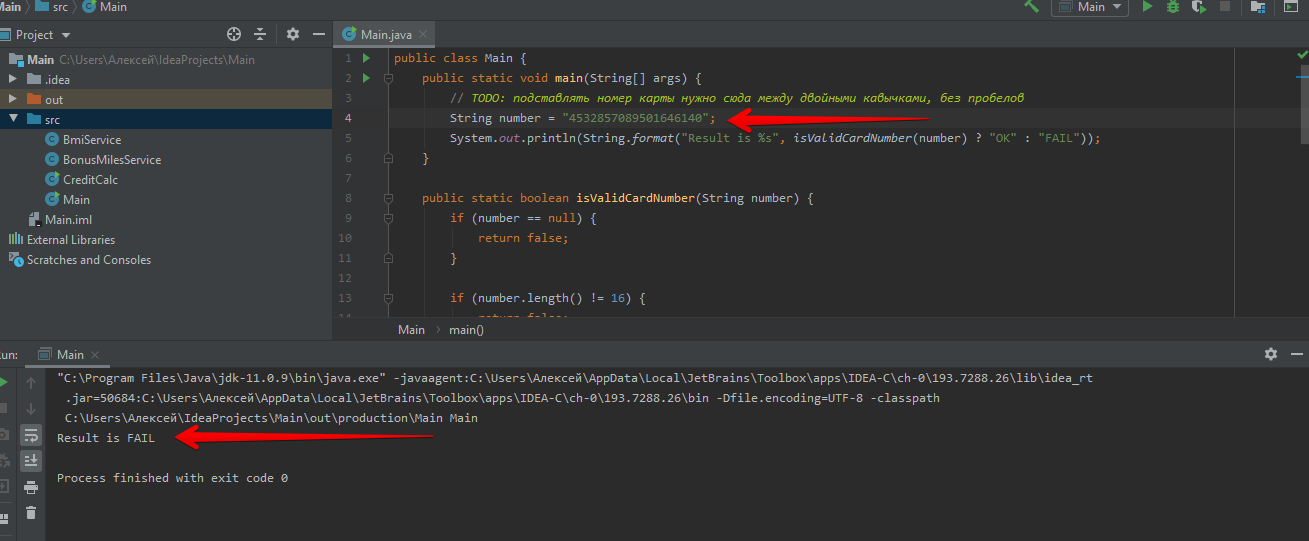 Main src Main
Main
Project
Main.java
Main C:\Users\Алексей\IdeaProjects\Main
.idea
out
src
BmiService
BonusMilesService
CreditCalc
Main
Main.iml
External Libraries
Scratches and Consoles
1 public class Main {
2 public static void main(String[] args) {
3 // TODO: подставлять номер карты нужно сюда между двойными кавычками, без пробелов
4 String number = "4532857089501646140";
5 System.out.println(String.format("Result is %s", isValidCardNumber(number) ? "OK" : "FAIL"));
6 }
7
8 public static boolean isValidCardNumber(String number) {
9 if (number == null) {
10 return false;
11 }
12
13 if (number.length() != 16) {
14 return false;
Main main()
Main
"C:\Program Files\Java\jdk-11.0.9\bin\java.exe" -javaagent:C:\Users\Алексей\AppData\Local\JetBrains\Toolbox\apps\IDEA-C\ch-0\193.7288.26\lib\idea_rt
.jar=50684:C:\Users\Алексей\AppData\Local\JetBrains\Toolbox\apps\IDEA-C\ch-0\193.7288.26\bin -Dfile.encoding=UTF-8 -classpath
C:\Users\Алексей\IdeaProjects\Main\out\production\Main Main
Result is FAIL
Process finished with exit code 0